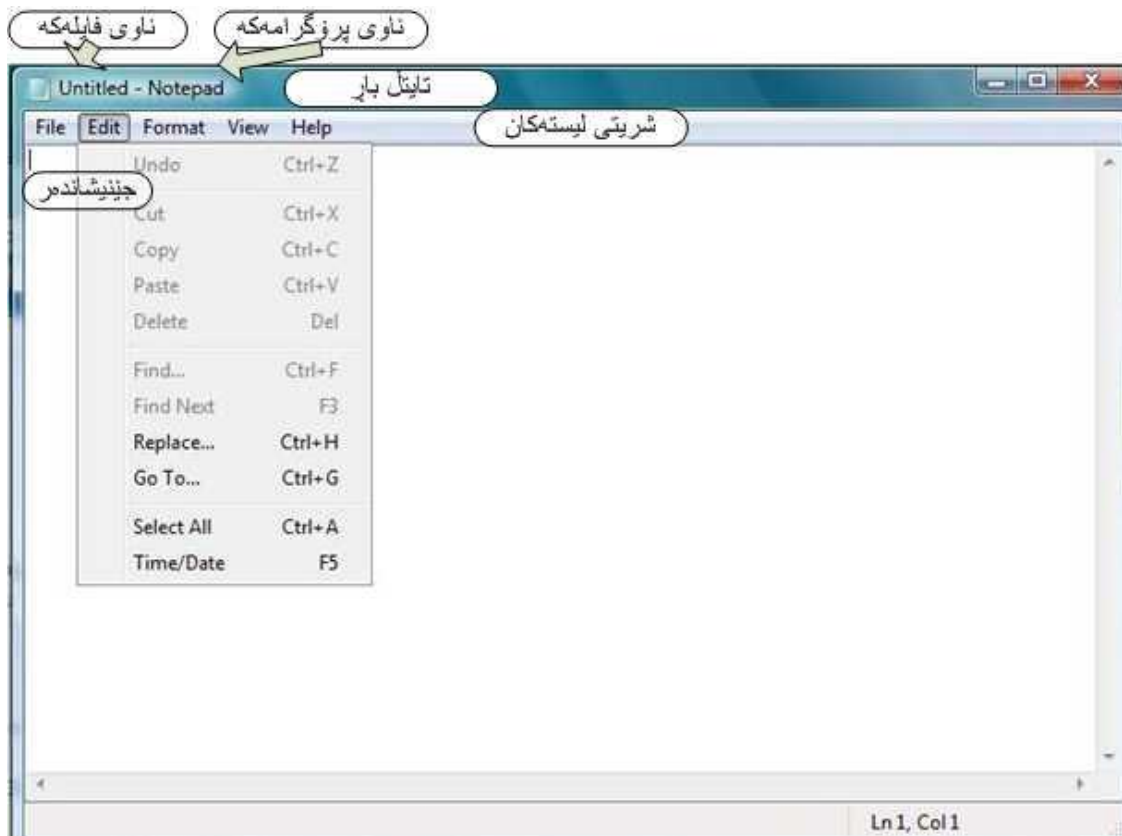 ناوی فایلەکە ناوی پرۆگرامەکە
Untitled - Notepad تایتڵ باڕ
File Edit Format View Help شریتی لیستەکان
Undo Ctrl+Z
جێنیشاندەر
Cut Ctrl+X
Copy Ctrl+C
Paste Ctrl+V
Delete Del
Find... Ctrl+F
Find Next F3
Replace... Ctrl+H
Go To... Ctrl+G
Select All Ctrl+A
Time/Date F5
Ln 1, Col 1